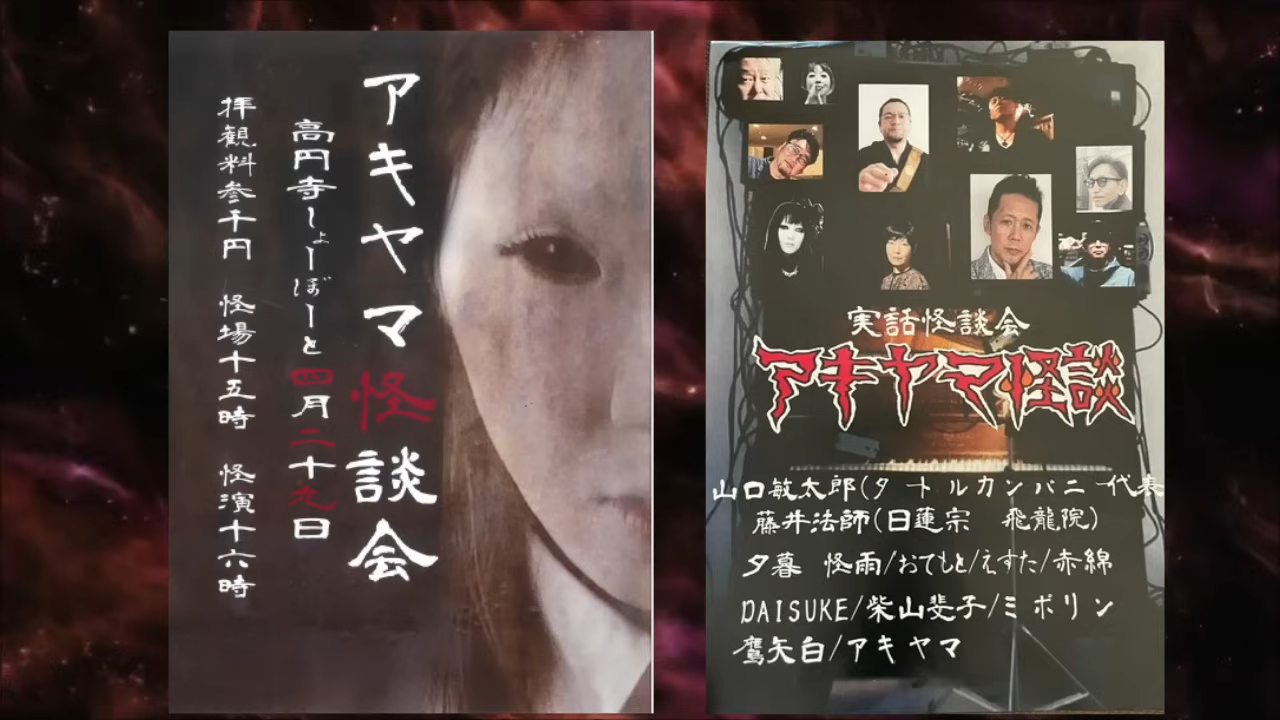 アキヤマ怪談会
高円寺しょーぼーと四月二十九日
拝観料参千円 怪場十五時 怪演十六時
実話怪談会
アキヤマ怪談
山口敏太郎(タートルカンパニー代表
藤井法師(日蓮宗 飛龍院)
夕暮 怪雨/おてもと/えすた/赤綿
DAISUKE/柴山斐子/ミボリン
鷹矢白/アキヤマ